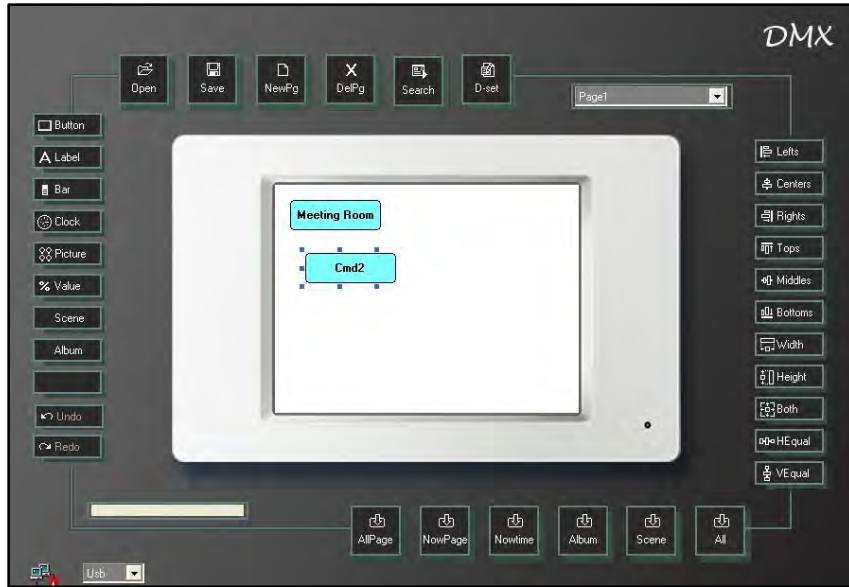 DMX
Open
Save
NewPg
DelPg
Search
D-set
Page1
Button
Label
Bar
Clock
Picture
% Value
Scene
Album
Undo
Redo
Meeting Room
Cmd2
Lefts
Centers
Rights
Tops
Middles
Bottoms
Width
Height
Both
HEqual
VEqual
AllPage
NowPage
Nowtime
Album
Scene
All
Usb